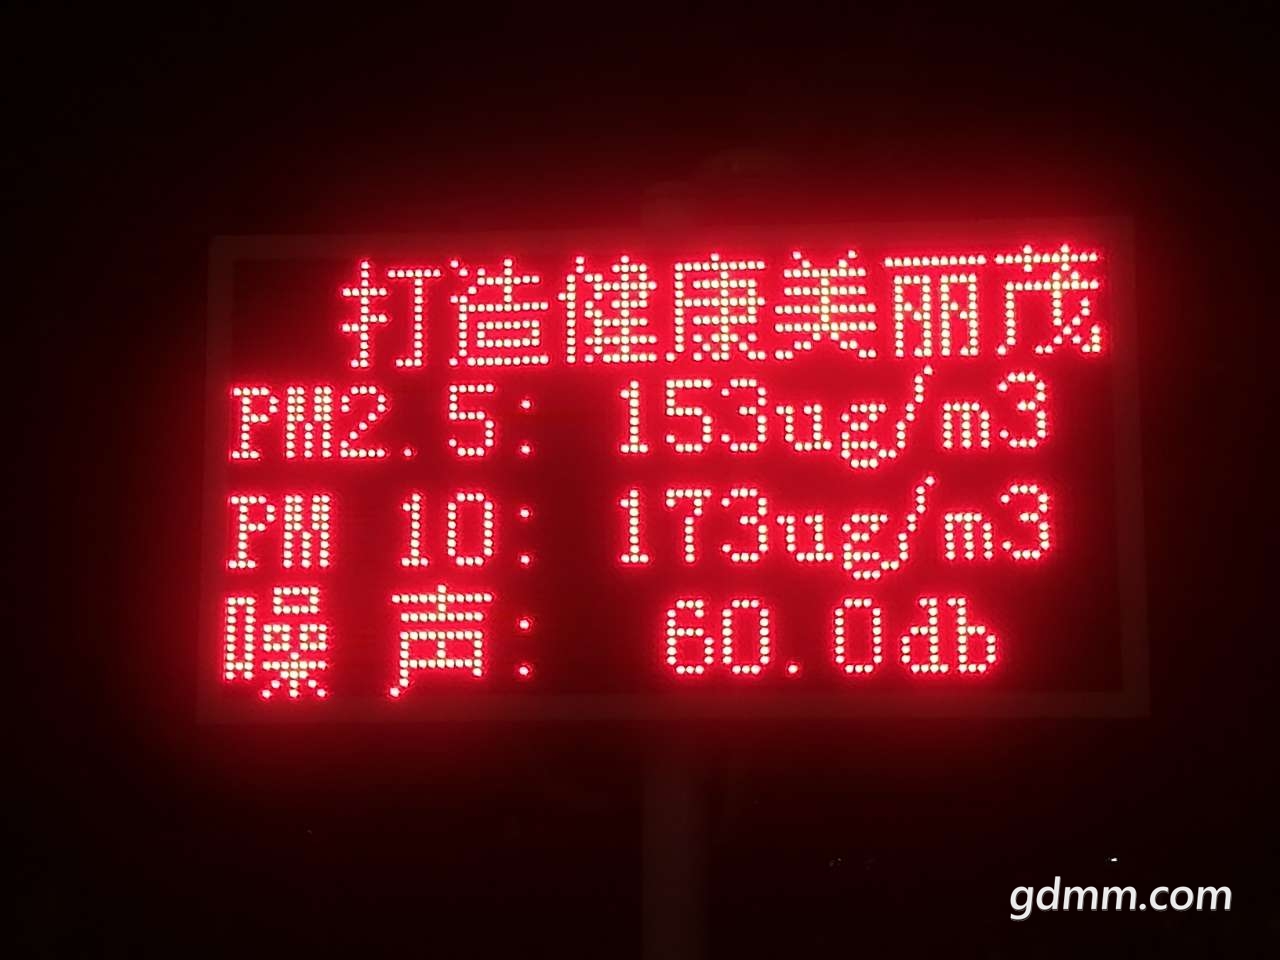 打造健康美丽茂
PM2.5: 153ug/m3
PM 10: 173ug/m3
噪 声: 60.0db
gdmm.com